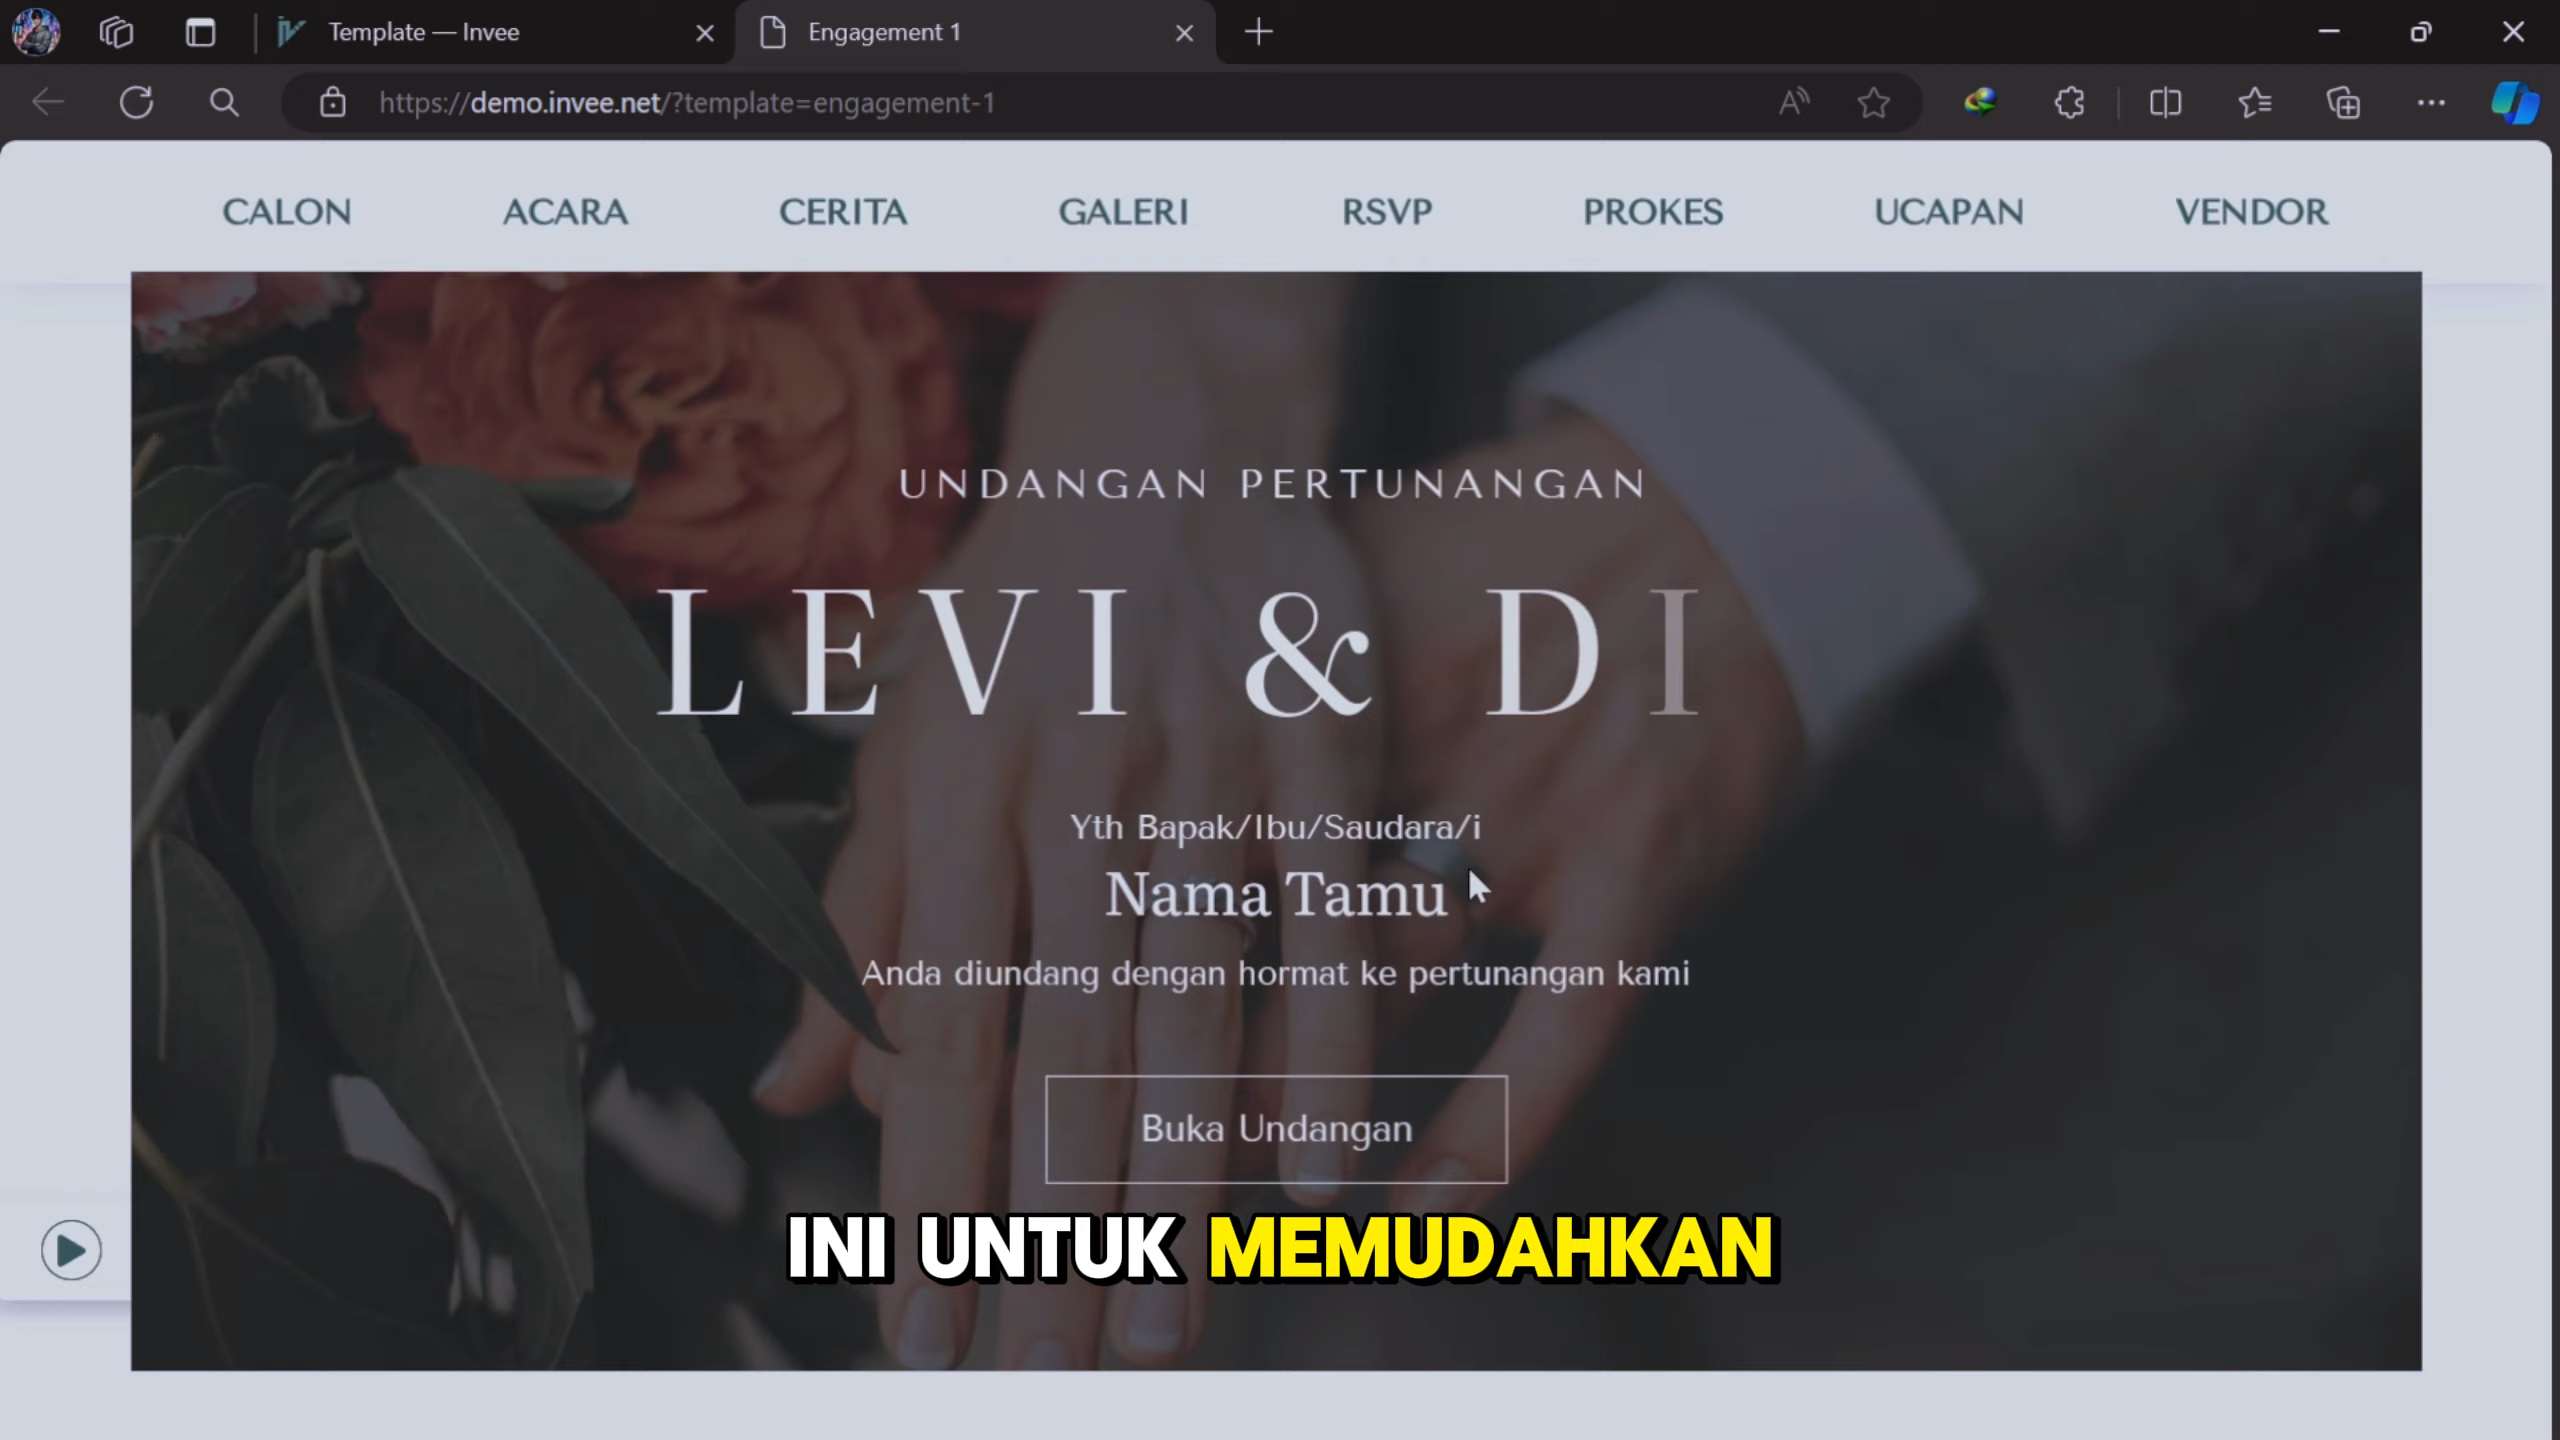 Template — Invee
Engagement 1
https://demo.invee.net/?template=engagement-1
CALON ACARA CERITA GALERI RSVP PROKES UCAPAN VENDOR
UNDANGAN PERTUNANGAN
LEVI & DI
Yth Bapak/Ibu/Saudara/i
Nama Tamu
Anda diundang dengan hormat ke pertunangan kami
Buka Undangan
INI UNTUK MEMUDAHKAN